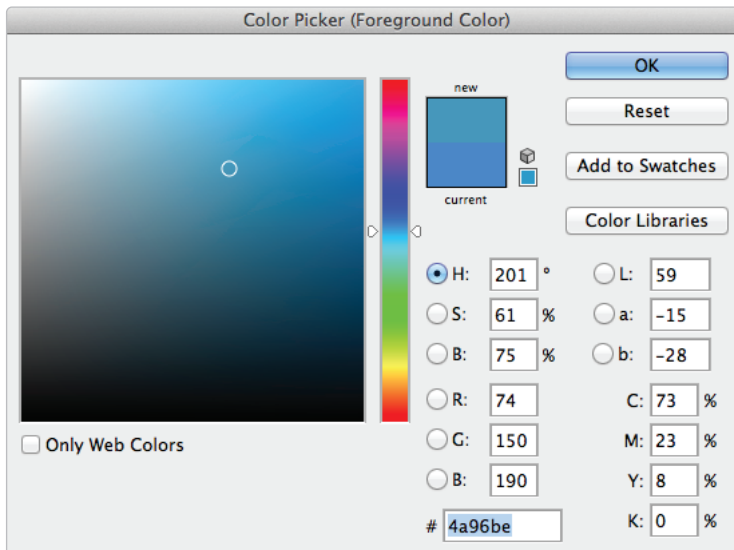 Color Picker (Foreground Color)
new
current
OK
Reset
Add to Swatches
Color Libraries
H: 201 °
S: 61 %
B: 75 %
R: 74
G: 150
B: 190
# 4a96be
L: 59
a: -15
b: -28
C: 73 %
M: 23 %
Y: 8 %
K: 0 %
Only Web Colors